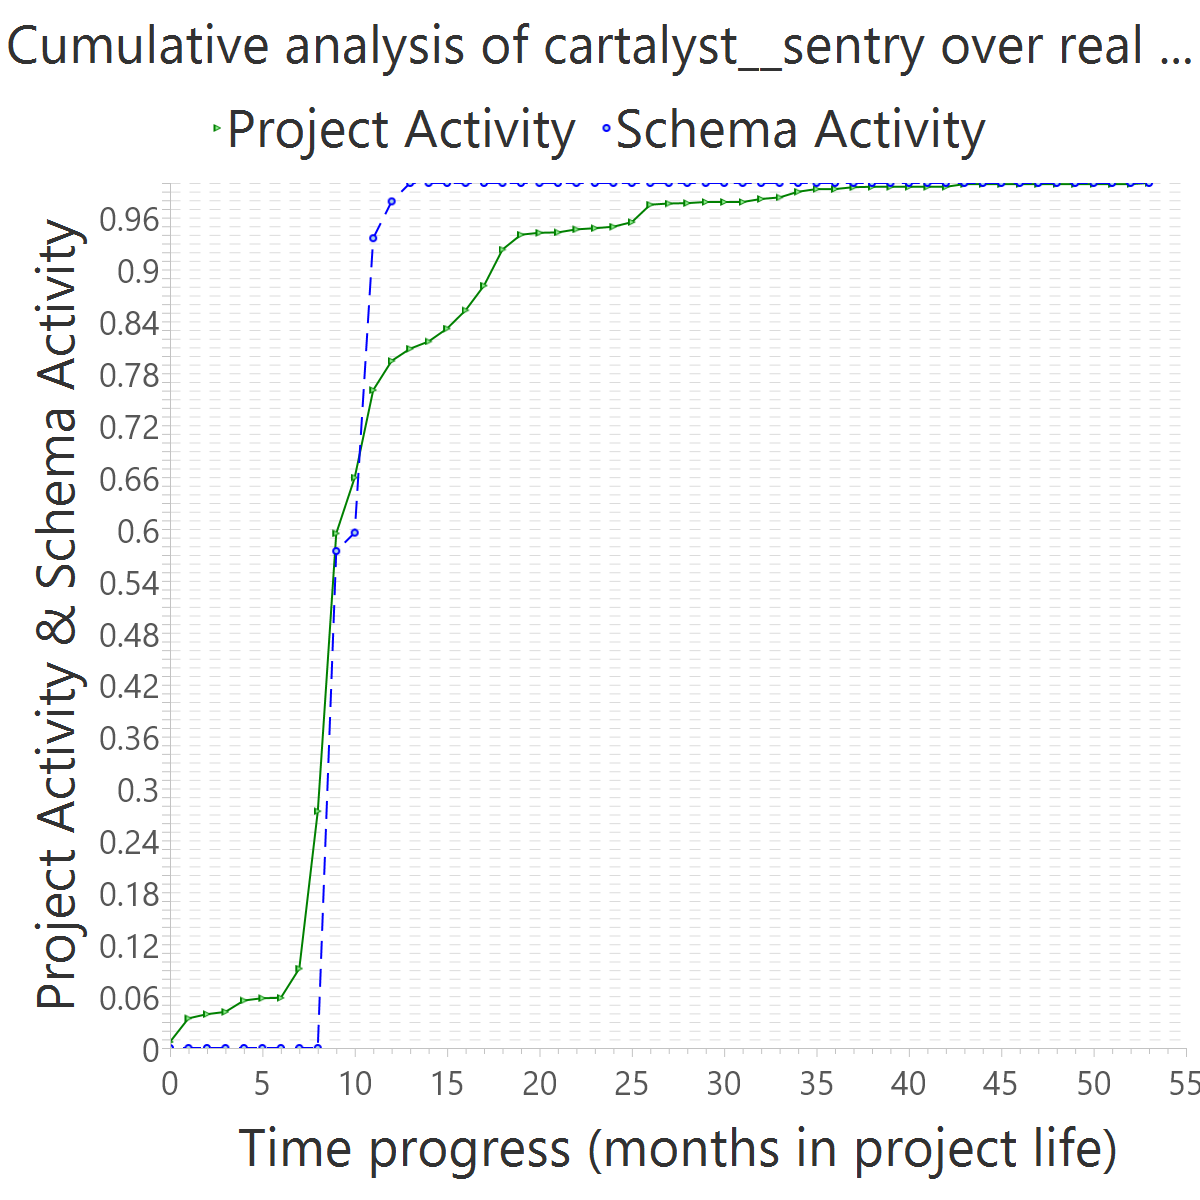 Cumulative analysis of cartalyst__sentry over real ...
Project Activity
Schema Activity
Project Activity & Schema Activity
0.96
0.9
0.84
0.78
0.72
0.66
0.6
0.54
0.48
0.42
0.36
0.3
0.24
0.18
0.12
0.06
0
0 5 10 15 20 25 30 35 40 45 50 55
Time progress (months in project life)